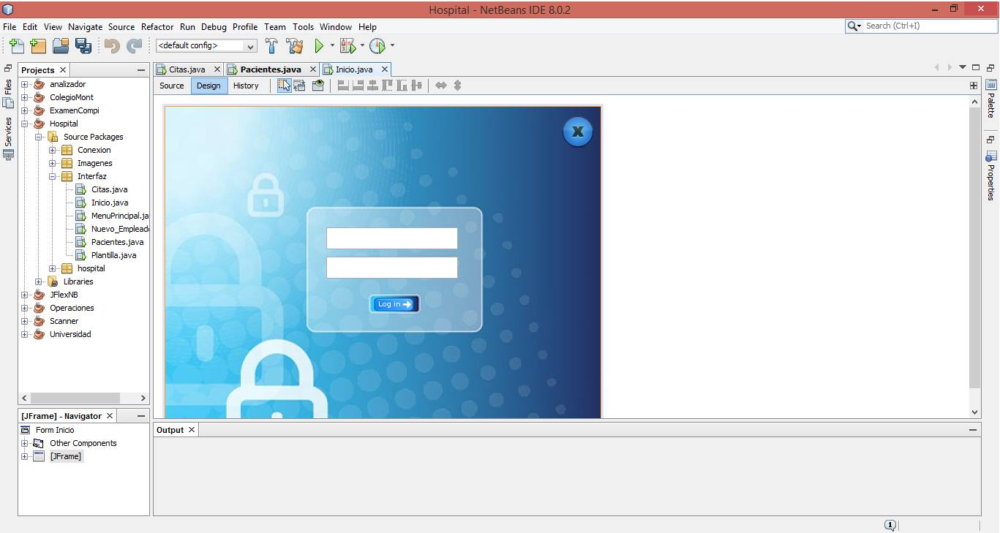 Hospital - NetBeans IDE 8.0.2
File Edit View Navigate Source Refactor Run Debug Profile Team Tools Window Help
Search (Ctrl+I)
<default config>
Projects
Citas.java
Pacientes.java
Inicio.java
Source Design History
Files
Services
analizador
ColegioMont
ExamenCompi
Hospital
Source Packages
Conexion
Imagenes
Interfaz
Citas.java
Inicio.java
MenuPrincipal.ja
Nuevo_Emplead
Pacientes.java
Plantilla.java
hospital
Libraries
JFlexNB
Operaciones
Scanner
Universidad
X
Log in
Palette
Properties
[JFrame] - Navigator
Form Inicio
Other Components
[JFrame]
Output
1